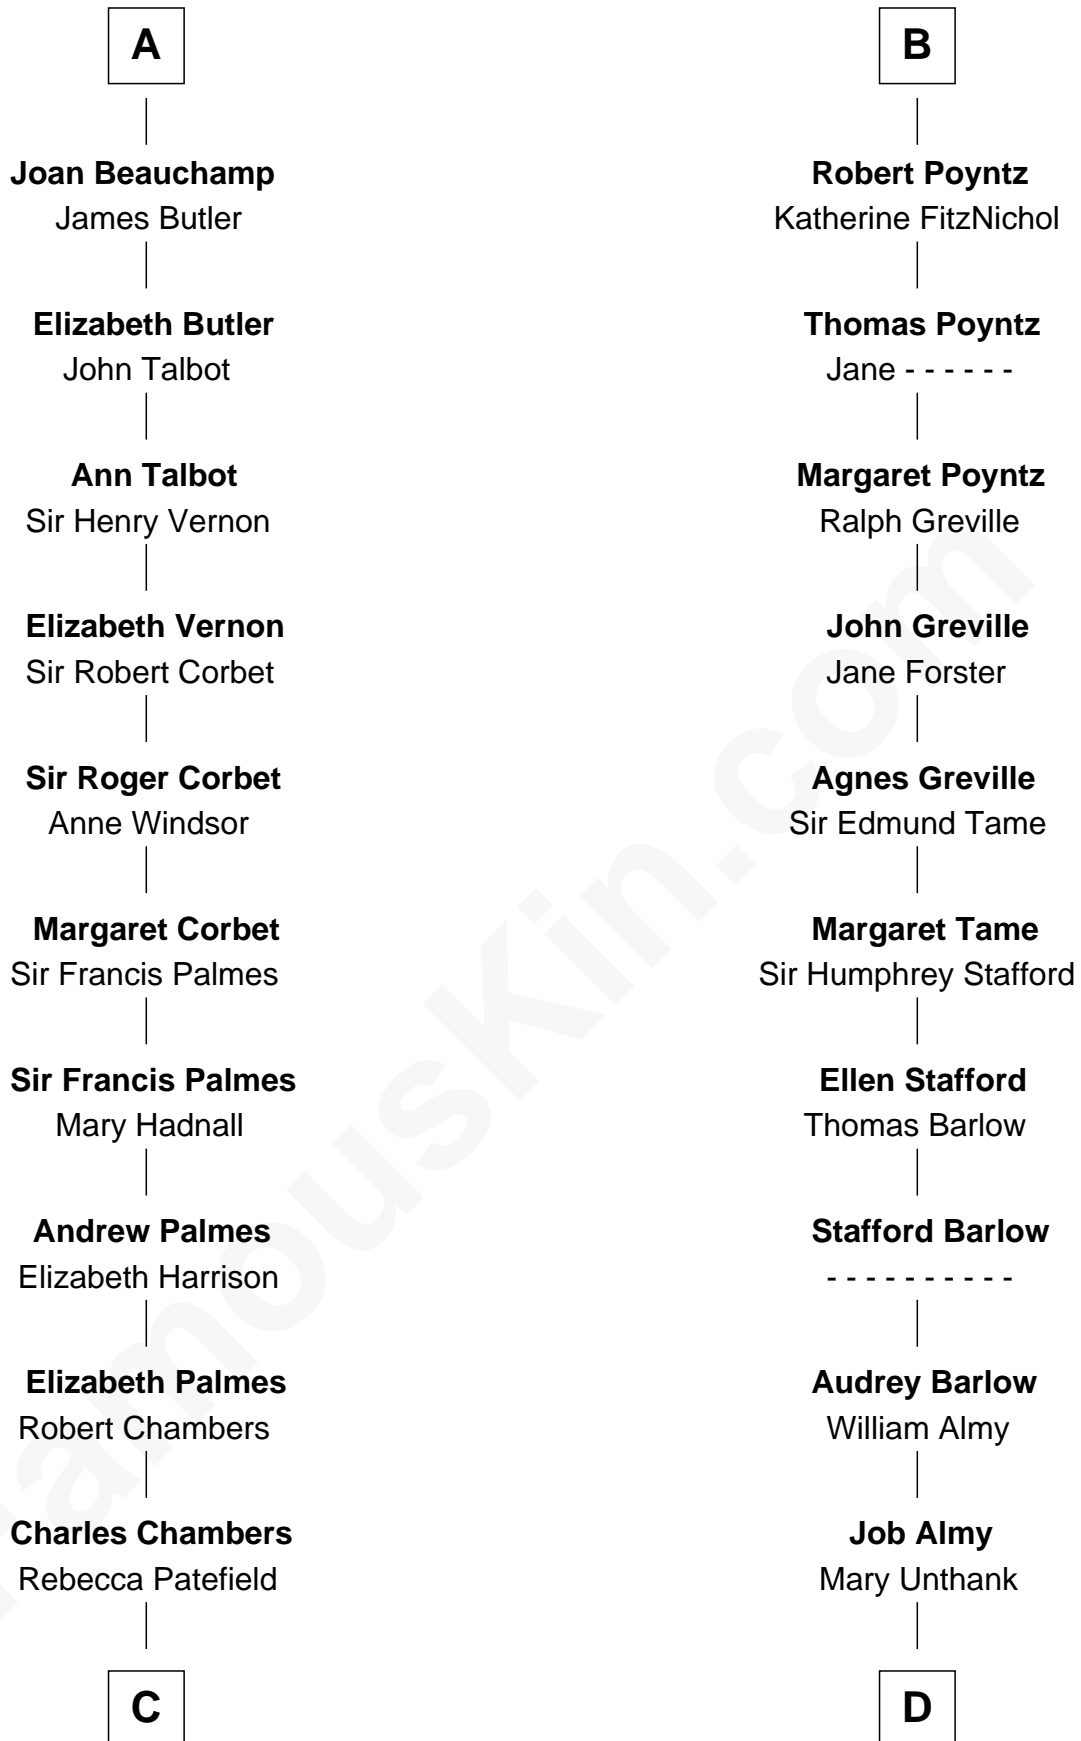 A
Joan Beauchamp
James Butler
Elizabeth Butler
John Talbot
Ann Talbot
Sir Henry Vernon
Elizabeth Vernon
Sir Robert Corbet
Sir Roger Corbet
Anne Windsor
Margaret Corbet
Sir Francis Palmes
Sir Francis Palmes
Mary Hadnall
Andrew Palmes
Elizabeth Harrison
Elizabeth Palmes
Robert Chambers
Charles Chambers
Rebecca Patefield
C
B
Robert Poyntz
Katherine FitzNichol
Thomas Poyntz
Jane - - - - - -
Margaret Poyntz
Ralph Greville
John Greville
Jane Forster
Agnes Greville
Sir Edmund Tame
Margaret Tame
Sir Humphrey Stafford
Ellen Stafford
Thomas Barlow
Stafford Barlow
- - - - - - - - - -
Audrey Barlow
William Almy
Job Almy
Mary Unthank
D
FamousKin.com